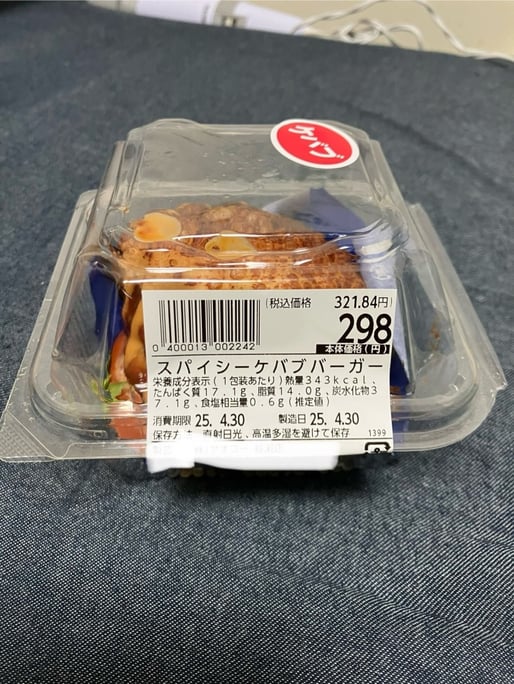 ケバブ
(税込価格 321.84円)
298
本体価格(円)
0 400013 002242
スパイシーケバブバーガー
栄養成分表示(1包装あたり)熱量343kcal、
たんぱく質17.1g、脂質14.0g、炭水化物3
7.1g、食塩相当量0.6g(推定値)
消費期限 25. 4.30 製造日 25. 4.30
保存方法 直射日光、高温多湿を避けて保存 1399